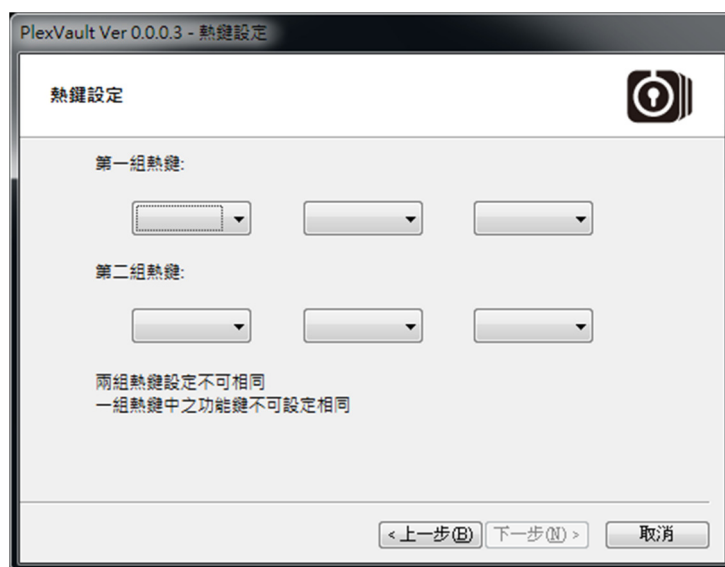 PlexVault Ver 0.0.0.3 - 熱鍵設定
熱鍵設定
第一組熱鍵:
第二組熱鍵:
兩組熱鍵設定不可相同
一組熱鍵中之功能鍵不可設定相同
<上一步(B) 下一步(N)> 取消